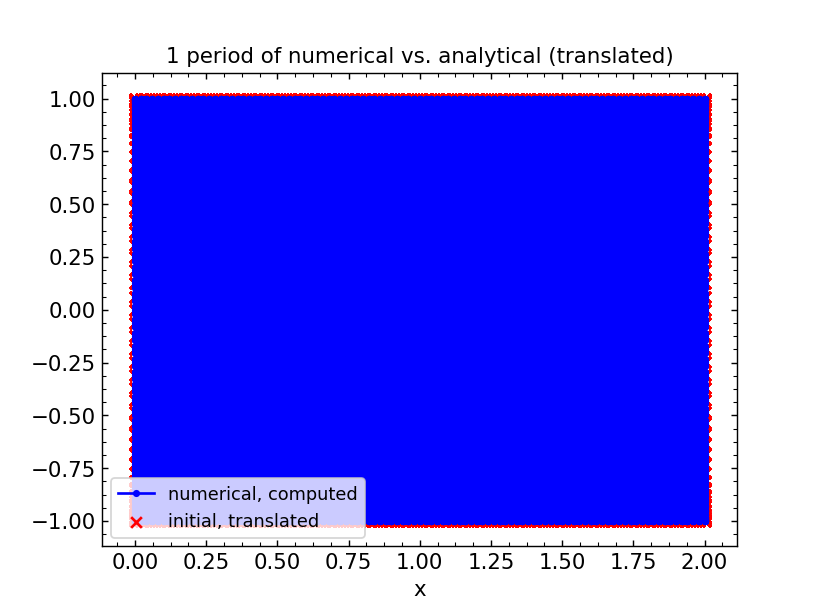 1 period of numerical vs. analytical (translated)
1.00
0.75
0.50
0.25
0.00
−0.25
−0.50
−0.75
−1.00
numerical, computed
initial, translated
0.00 0.25 0.50 0.75 1.00 1.25 1.50 1.75 2.00
x